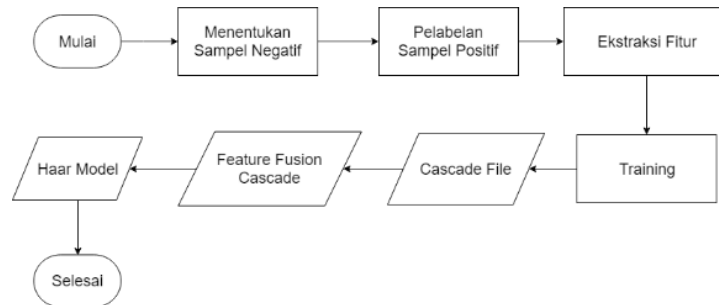 Mulai
Menentukan
Sampel Negatif
Pelabelan
Sampel Positif
Ekstraksi Fitur
Training
Cascade File
Feature Fusion
Cascade
Haar Model
Selesai